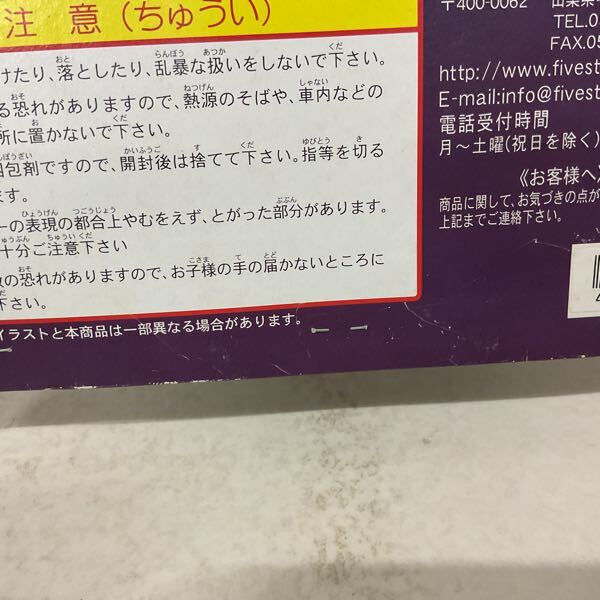 注 意（ちゅうい）
けたり、落としたり、乱暴な扱いをしないで下さい。
る恐れがありますので、熱源のそばや、車内などの
所に置かないで下さい。
包剤ですので、開封後は捨てて下さい。指等を切る
ます。
ーの表現の都合上やむをえず、とがった部分があります。
十分ご注意下さい
の恐れがありますので、お子様の手の届かないところに
下さい。
イラストと本商品は一部異なる場合があります。
〒400-0062
TEL.0
FAX.05
http://www.fivest
E-mail:info@fivest
電話受付時間
月～土曜(祝日を除く)
《お客様へ》
商品に関して、お気づきの点が
上記までご連絡下さい。